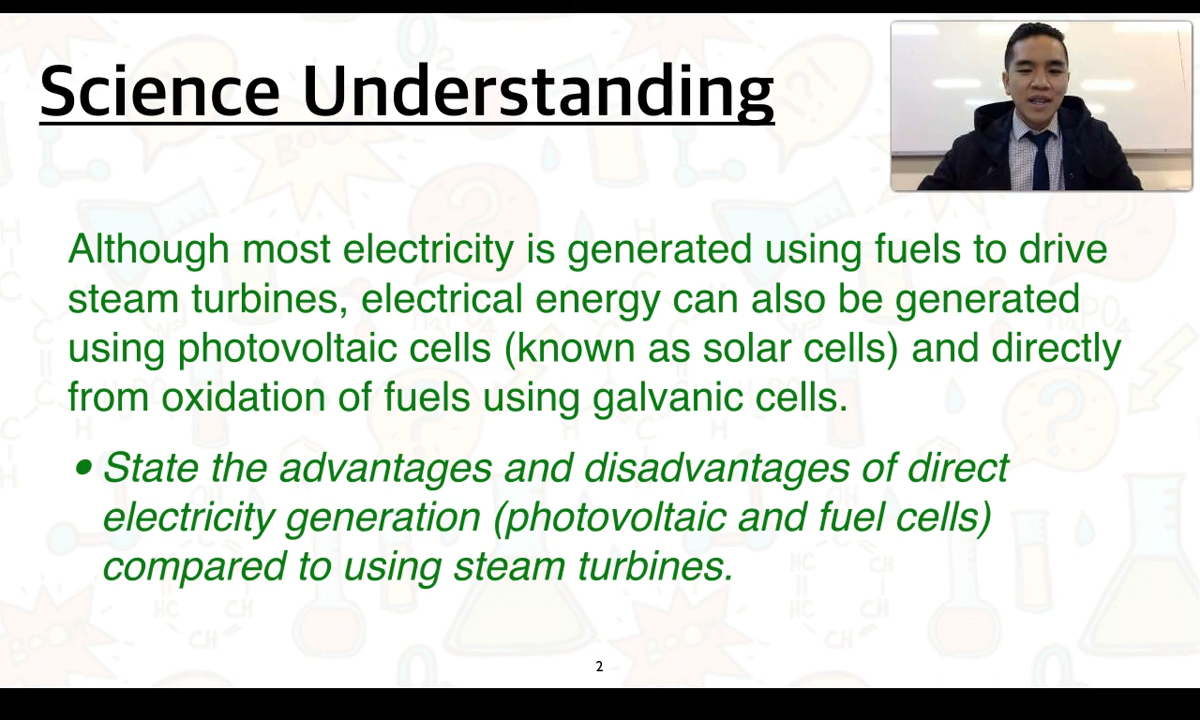 Science Understanding
Although most electricity is generated using fuels to drive
steam turbines, electrical energy can also be generated
using photovoltaic cells (known as solar cells) and directly
from oxidation of fuels using galvanic cells.
• State the advantages and disadvantages of direct
electricity generation (photovoltaic and fuel cells)
compared to using steam turbines.
2